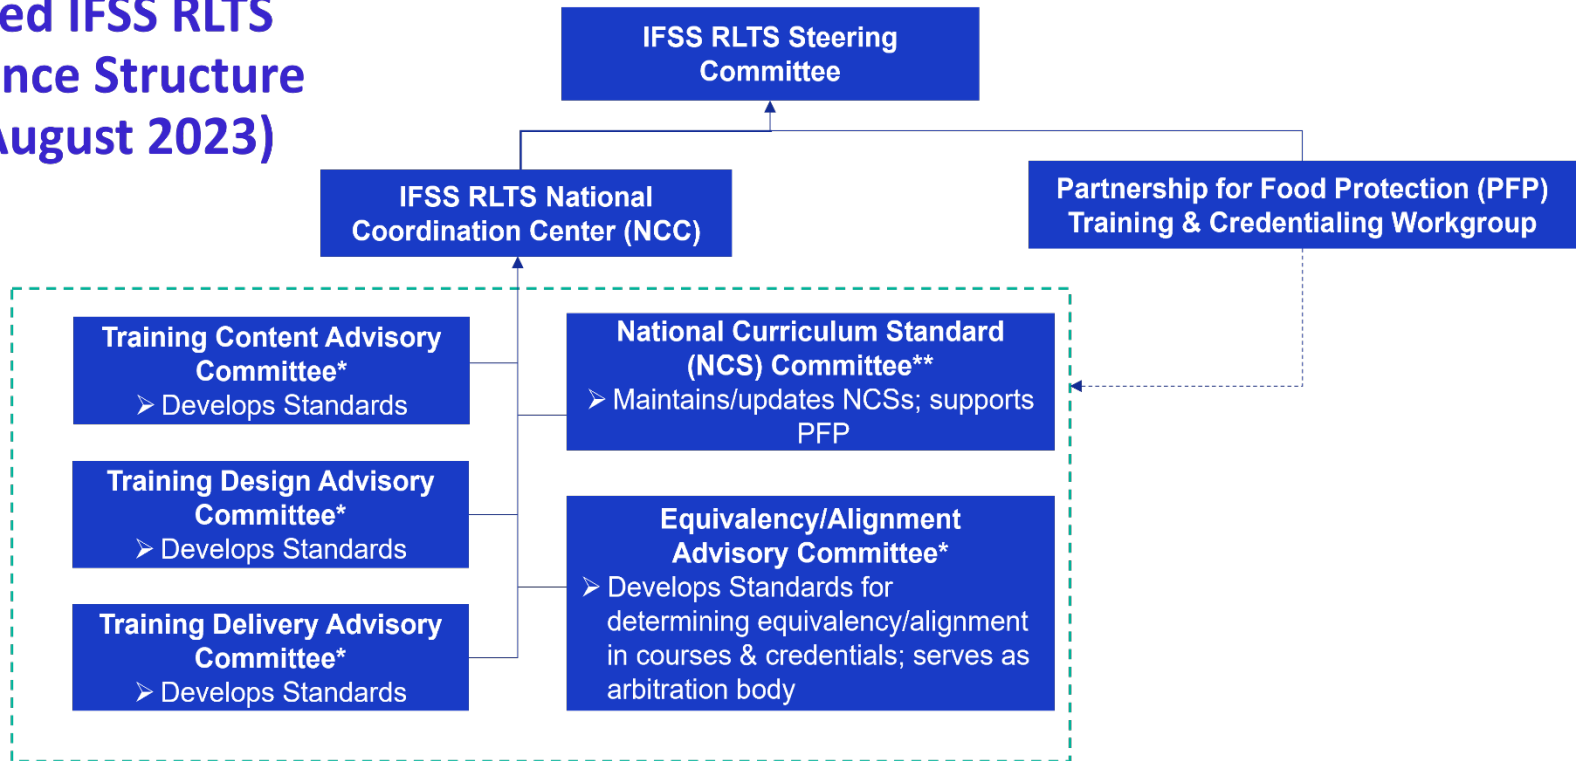 ed IFSS RLTS
nce Structure
August 2023)
IFSS RLTS Steering
Committee
IFSS RLTS National
Coordination Center (NCC)
Partnership for Food Protection (PFP)
Training & Credentialing Workgroup
Training Content Advisory
Committee*
➢ Develops Standards
National Curriculum Standard
(NCS) Committee**
➢ Maintains/updates NCSs; supports
PFP
Training Design Advisory
Committee*
➢ Develops Standards
Equivalency/Alignment
Advisory Committee*
➢ Develops Standards for
determining equivalency/alignment
in courses & credentials; serves as
arbitration body
Training Delivery Advisory
Committee*
➢ Develops Standards